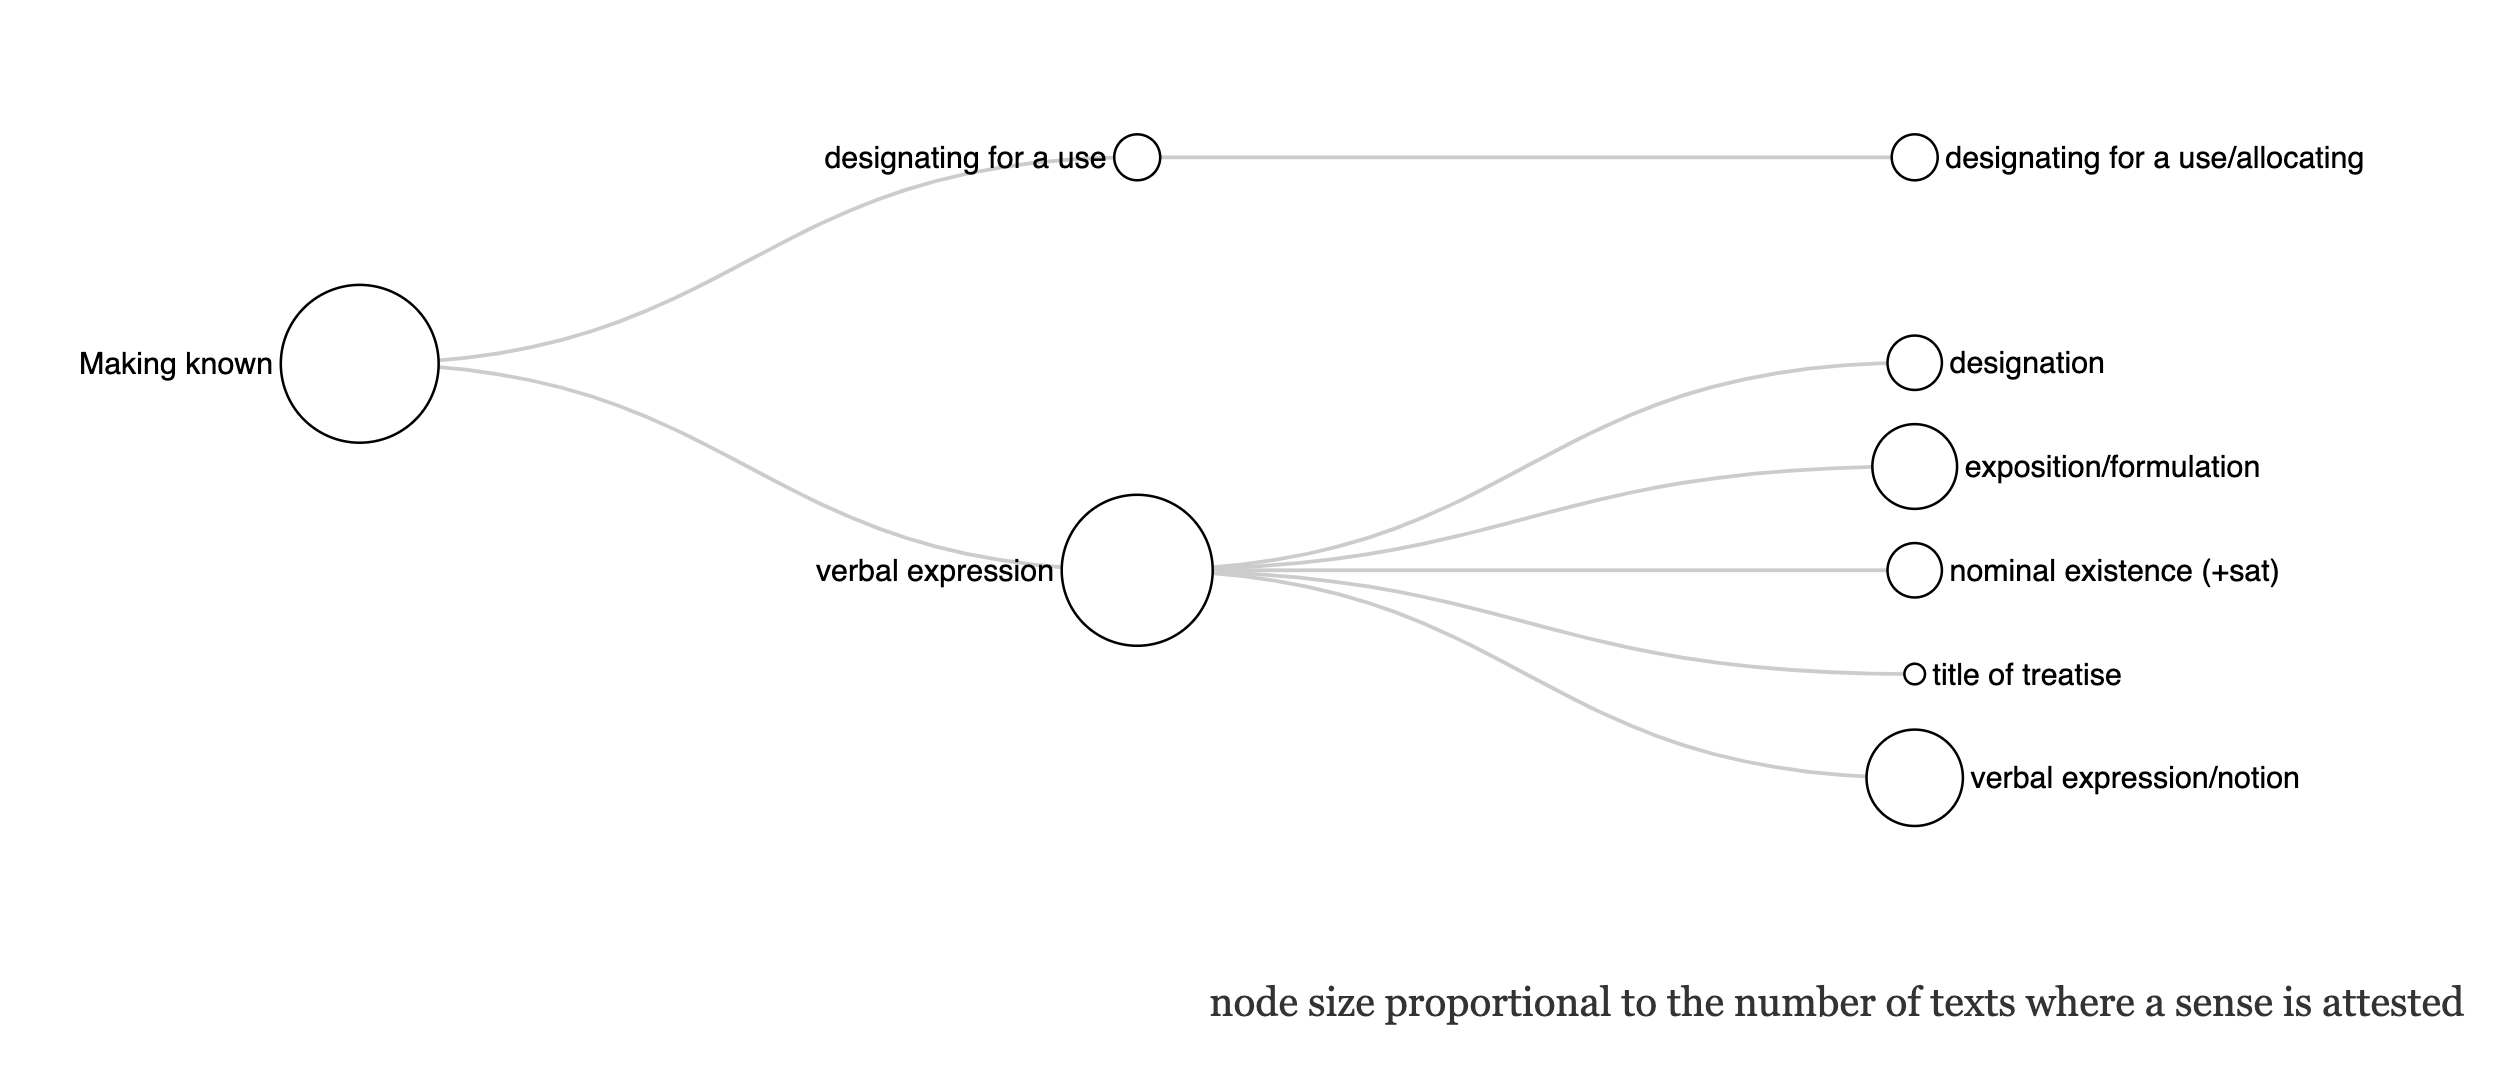 designating for a use
designating for a use/allocating
Making known
designation
exposition/formulation
verbal expression
nominal existence (+sat)
title of treatise
verbal expression/notion
node size proportional to the number of texts where a sense is attested